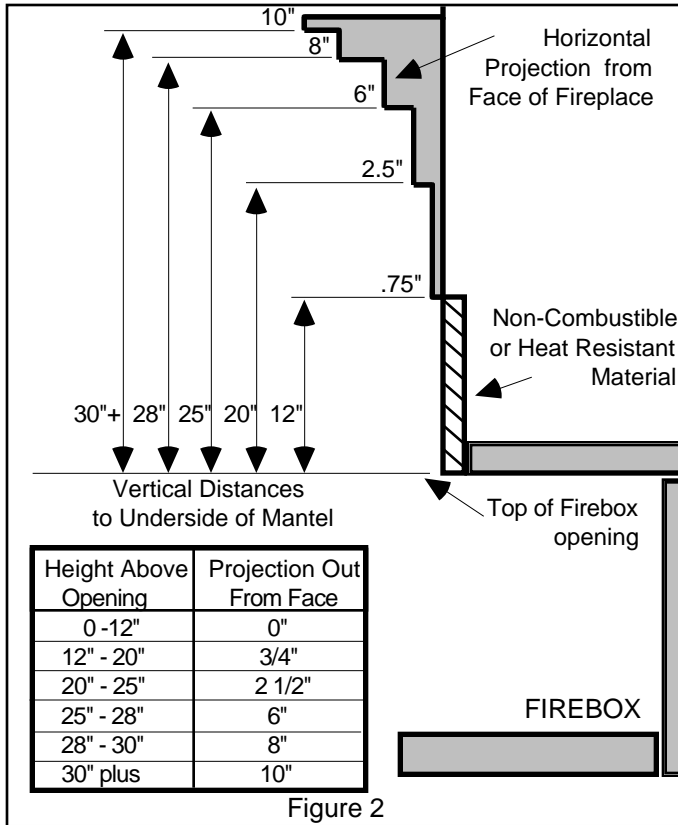 10"
Horizontal
8"
Projection from
Face of Fireplace
6"
2.5"
.75"
Non-Combustible
or Heat Resistant
Material
30"+ 28" 25" 20" 12"
Vertical Distances
to Underside of Mantel
Top of Firebox
opening
Height Above Projection Out
Opening From Face
0 -12" 0"
12" - 20" 3/4"
20" - 25" 2 1/2"
25" - 28" 6"
28" - 30" 8"
30" plus 10"
FIREBOX
Figure 2